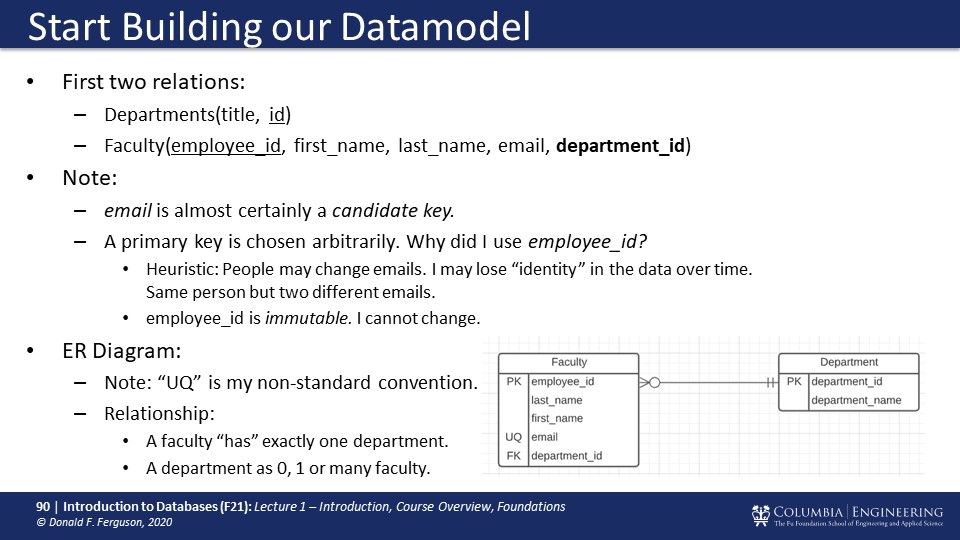 Start Building our Datamodel
• First two relations:
– Departments(title, id)
– Faculty(employee_id, first_name, last_name, email, department_id)
• Note:
– email is almost certainly a candidate key.
– A primary key is chosen arbitrarily. Why did I use employee_id?
• Heuristic: People may change emails. I may lose “identity” in the data over time.
Same person but two different emails.
• employee_id is immutable. I cannot change.
• ER Diagram:
– Note: “UQ” is my non-standard convention.
– Relationship:
• A faculty “has” exactly one department.
• A department as 0, 1 or many faculty.
Faculty
PK employee_id
last_name
first_name
UQ email
FK department_id
Department
PK department_id
department_name
90 | Introduction to Databases (F21): Lecture 1 – Introduction, Course Overview, Foundations
© Donald F. Ferguson, 2020
COLUMBIA | ENGINEERING
The Fu Foundation School of Engineering and Applied Science